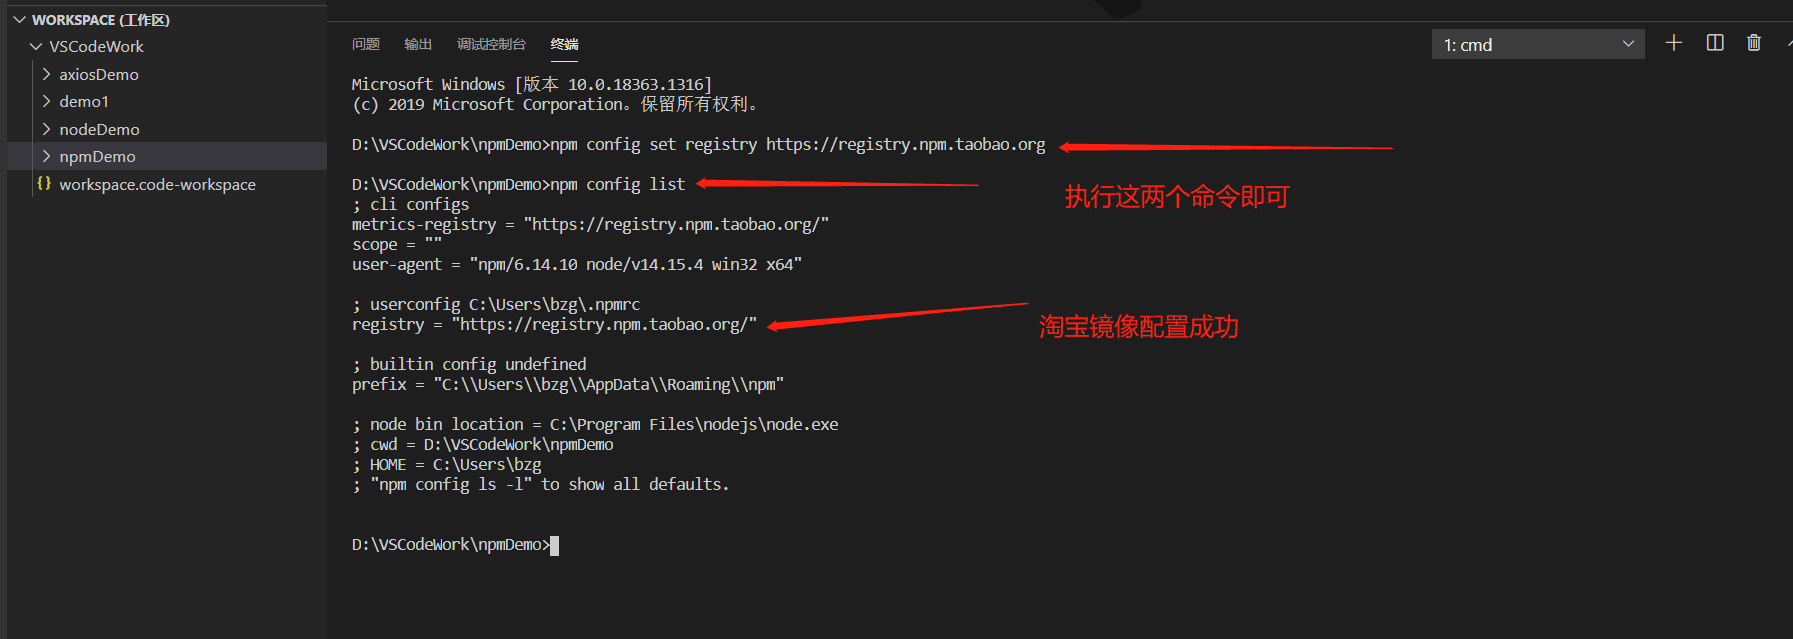 WORKSPACE (工作区)
VSCodeWork
axiosDemo
demo1
nodeDemo
npmDemo
{} workspace.code-workspace
问题 输出 调试控制台 终端
1: cmd
Microsoft Windows [版本 10.0.18363.1316]
(c) 2019 Microsoft Corporation。保留所有权利。
D:\VSCodeWork\npmDemo>npm config set registry https://registry.npm.taobao.org
D:\VSCodeWork\npmDemo>npm config list
执行这两个命令即可
; cli configs
metrics-registry = "https://registry.npm.taobao.org/"
scope = ""
user-agent = "npm/6.14.10 node/v14.15.4 win32 x64"
; userconfig C:\Users\bzg\.npmrc
registry = "https://registry.npm.taobao.org/"
淘宝镜像配置成功
; builtin config undefined
prefix = "C:\\Users\\bzg\\AppData\\Roaming\\npm"
; node bin location = C:\Program Files\nodejs\node.exe
; cwd = D:\VSCodeWork\npmDemo
; HOME = C:\Users\bzg
; "npm config ls -l" to show all defaults.
D:\VSCodeWork\npmDemo>